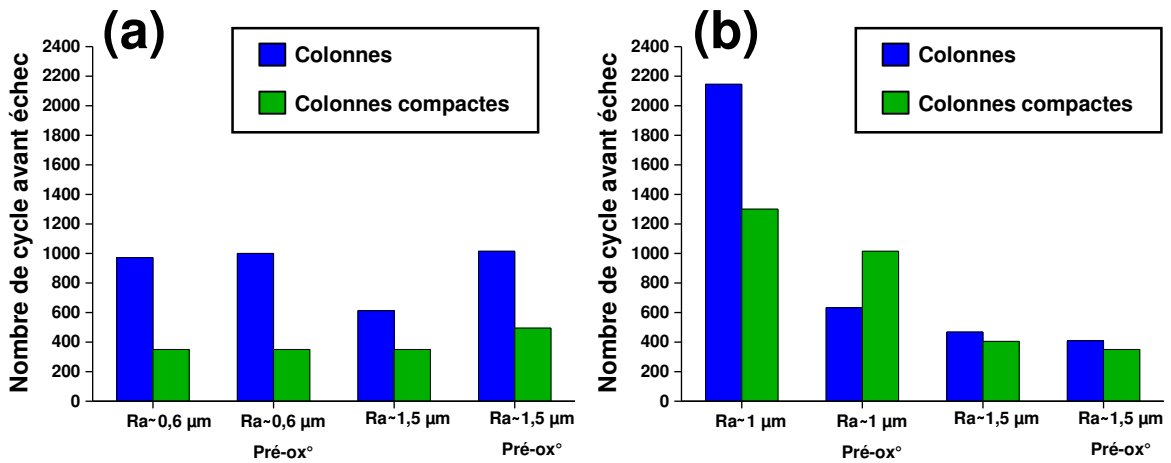 (a)
Colonnes
Colonnes compactes
Nombre de cycle avant échec
2400
2200
2000
1800
1600
1400
1200
1000
800
600
400
200
0
Ra~0,6 µm
Ra~0,6 µm
Ra~1,5 µm
Ra~1,5 µm
Pré-ox°
Pré-ox°
(b)
Colonnes
Colonnes compactes
Nombre de cycle avant échec
2400
2200
2000
1800
1600
1400
1200
1000
800
600
400
200
0
Ra~1 µm
Ra~1 µm
Ra~1,5 µm
Ra~1,5 µm
Pré-ox°
Pré-ox°